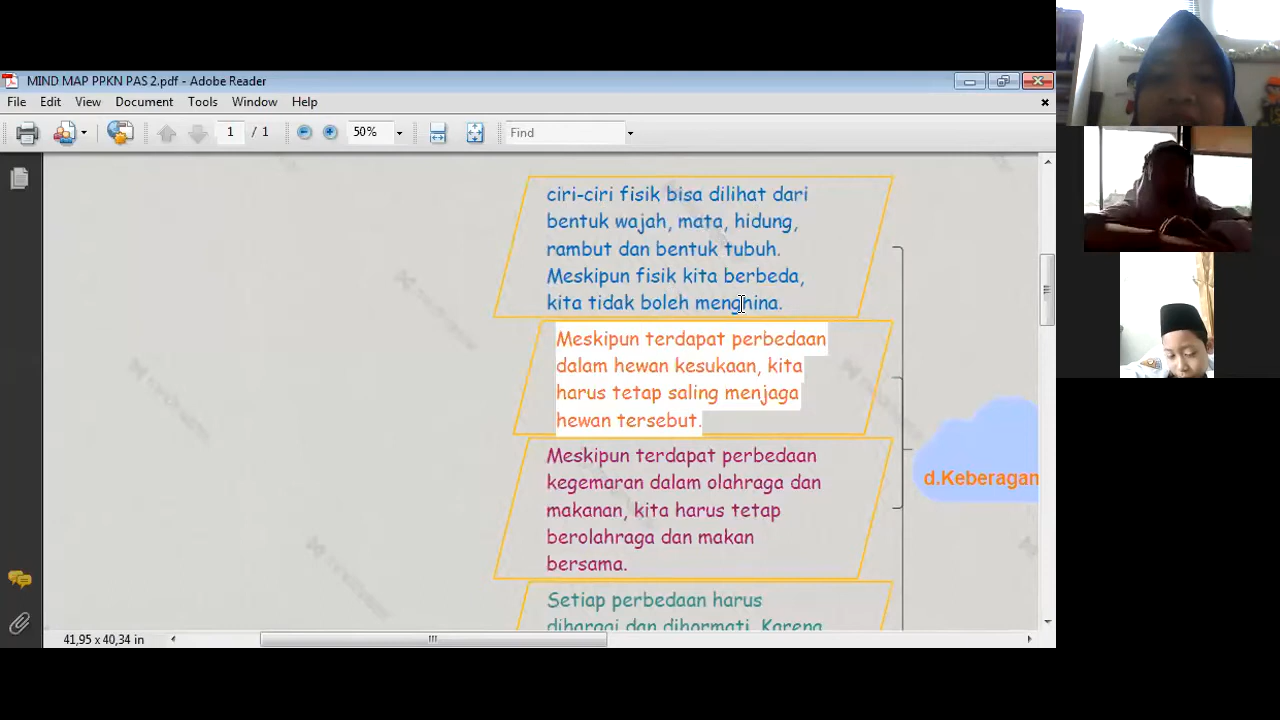 MIND MAP PPKN PAS 2.pdf - Adobe Reader
File Edit View Document Tools Window Help
1 / 1 50% Find
ciri-ciri fisik bisa dilihat dari
bentuk wajah, mata, hidung,
rambut dan bentuk tubuh.
Meskipun fisik kita berbeda,
kita tidak boleh menghina.
Meskipun terdapat perbedaan
dalam hewan kesukaan, kita
harus tetap saling menjaga
hewan tersebut.
Meskipun terdapat perbedaan
kegemaran dalam olahraga dan
makanan, kita harus tetap
berolahraga dan makan
bersama.
Setiap perbedaan harus
dihargai dan dihormati. Karena
d.Keberagan
41,95 x 40,34 in